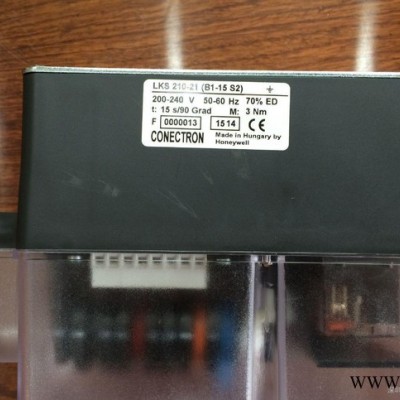 LKS 210-21 (B1-15 S2)
200-240 V 50-60 Hz 70% ED
t: 15 s/90 Grad M: 3 Nm
F 0000013 1514 CE
CONECTRON Made in Hungary by
Honeywell
www.